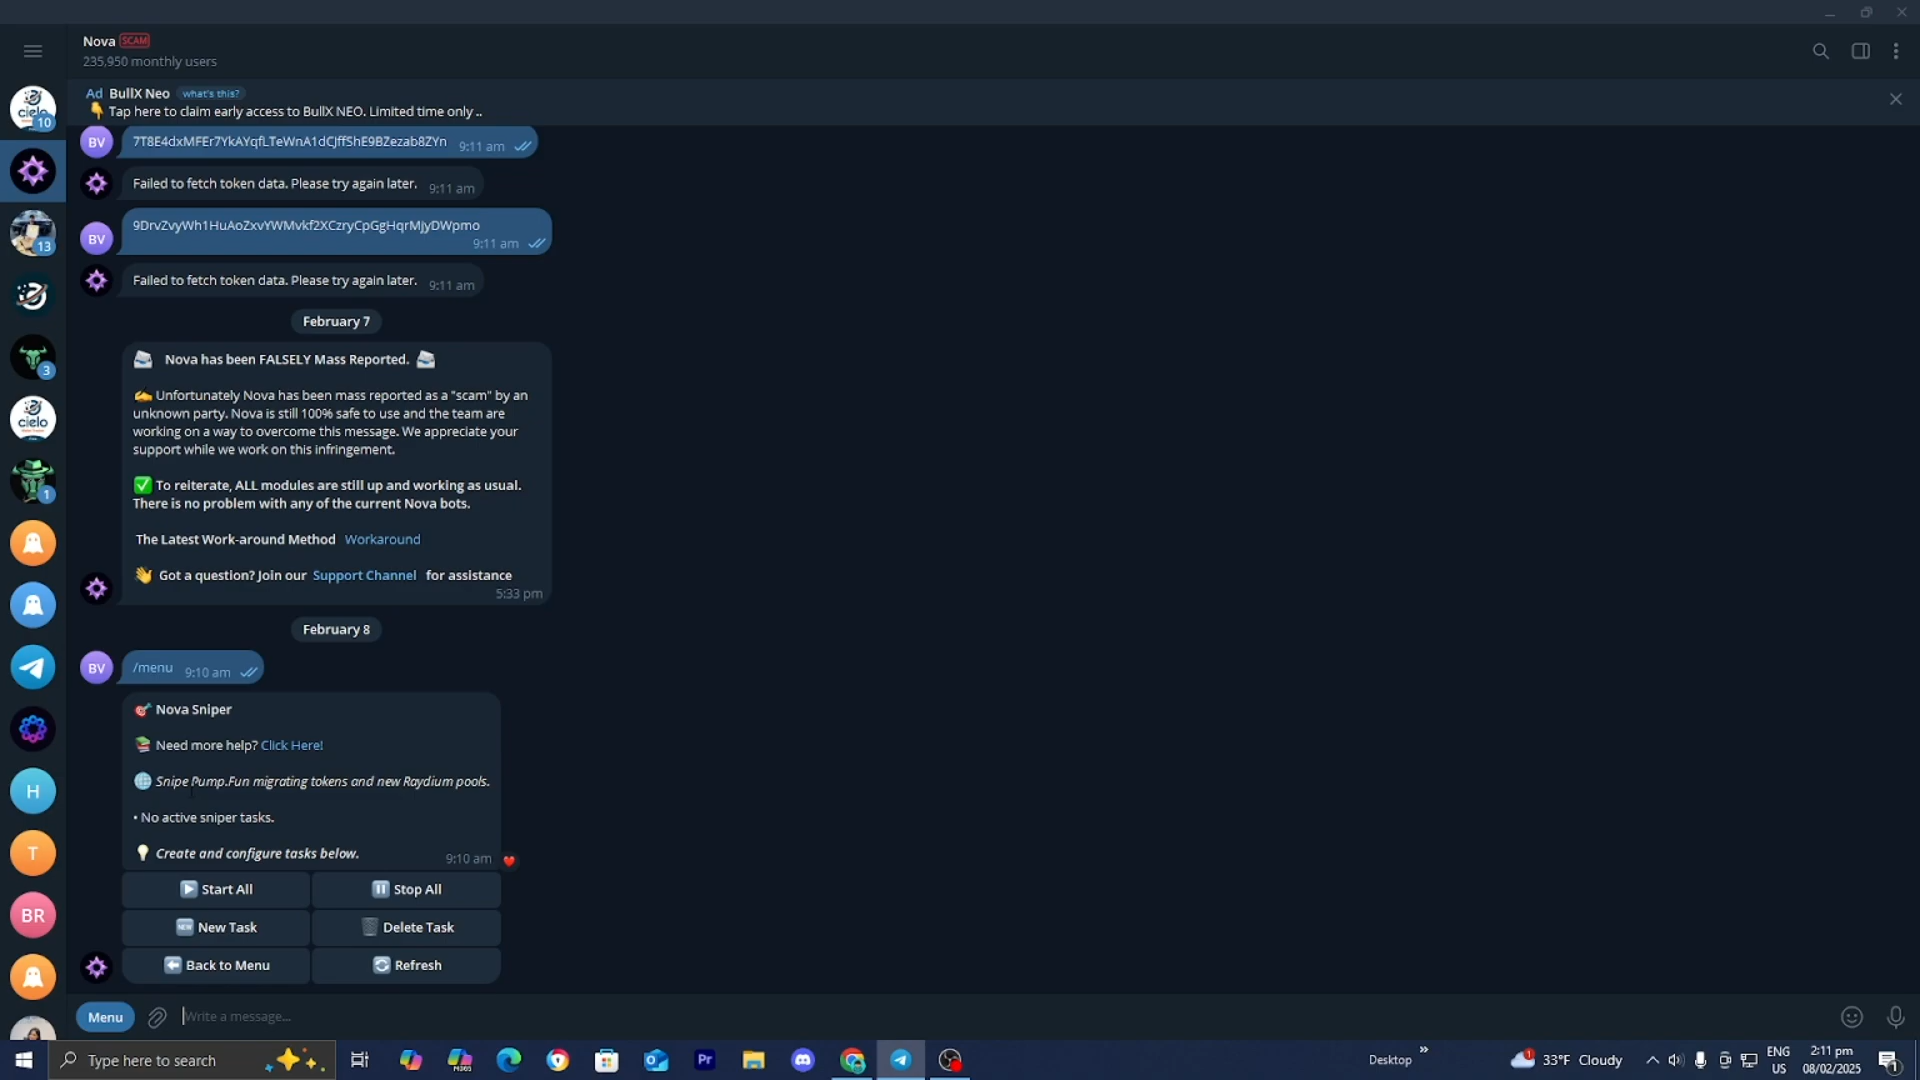 Nova SCAM
235,950 monthly users
Ad BullX Neo what's this?
👇 Tap here to claim early access to BullX NEO. Limited time only ..
cielo
10
13
3
cielo
1
H
T
BR
BV
7T8E4dxMFEr7YkAYqfLTeWnA1dCJffShE9BZezab8ZYn 9:11 am
Failed to fetch token data. Please try again later. 9:11 am
BV
9DrvZvyWh1HuAoZxvYWMvkf2XCzryCpGgHqrMjyDWpmo
9:11 am
Failed to fetch token data. Please try again later. 9:11 am
February 7
Nova has been FALSELY Mass Reported.
✍ Unfortunately Nova has been mass reported as a "scam" by an
unknown party. Nova is still 100% safe to use and the team are
working on a way to overcome this message. We appreciate your
support while we work on this infringement.
✅ To reiterate, ALL modules are still up and working as usual.
There is no problem with any of the current Nova bots.
The Latest Work-around Method Workaround
👋 Got a question? Join our Support Channel for assistance
5:33 pm
February 8
BV
/menu 9:10 am
🎯 Nova Sniper
📚 Need more help? Click Here!
🌐 Snipe Pump.Fun migrating tokens and new Raydium pools.
• No active sniper tasks.
💡 Create and configure tasks below. 9:10 am
Start All
Stop All
New Task
Delete Task
Back to Menu
Refresh
Menu
Write a message...
Type here to search
M365
Pr
Desktop
33°F Cloudy
ENG
US
2:11 pm
08/02/2025